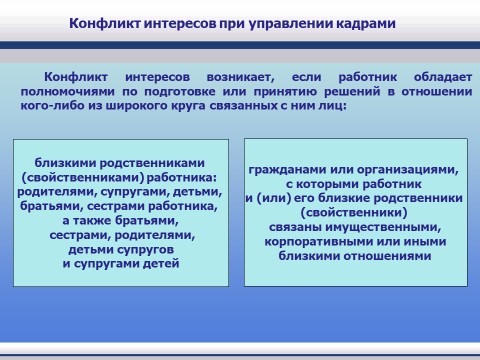 Конфликт интересов при управлении кадрами
Конфликт интересов возникает, если работник обладает
полномочиями по подготовке или принятию решений в отношении
кого-либо из широкого круга связанных с ним лиц:
близкими родственниками
(свойственниками) работника:
родителями, супругами, детьми,
братьями, сестрами работника,
а также братьями,
сестрами, родителями,
детьми супругов
и супругами детей
гражданами или организациями,
с которыми работник
и (или) его близкие родственники
(свойственники)
связаны имущественными,
корпоративными или иными
близкими отношениями